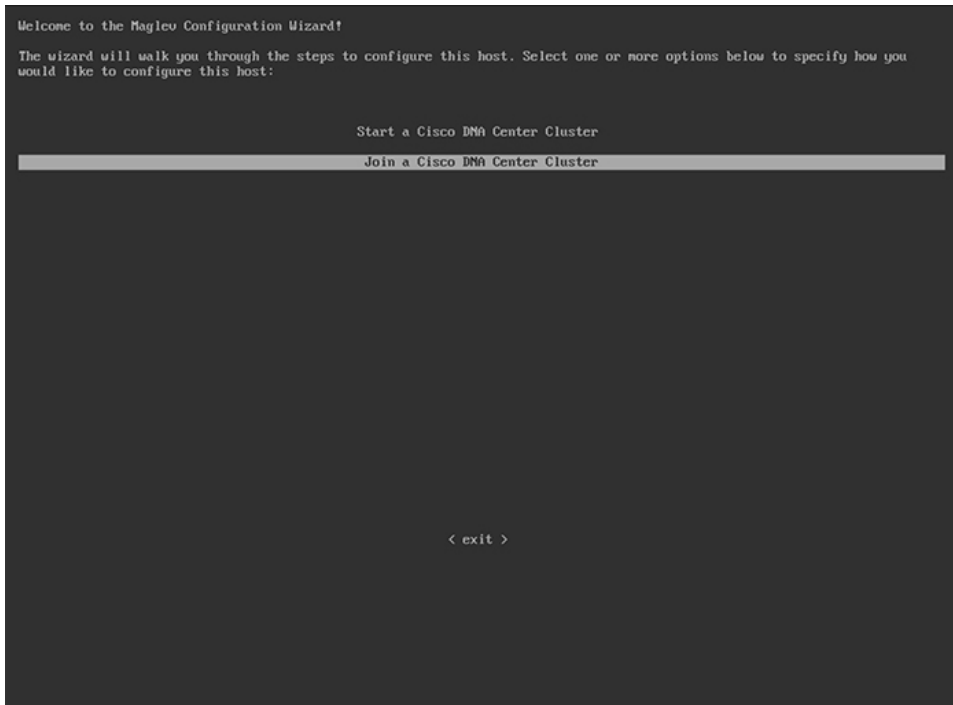 Welcome to the Maglev Configuration Wizard!
The wizard will walk you through the steps to configure this host. Select one or more options below to specify how you
would like to configure this host:
Start a Cisco DNA Center Cluster
Join a Cisco DNA Center Cluster
< exit >